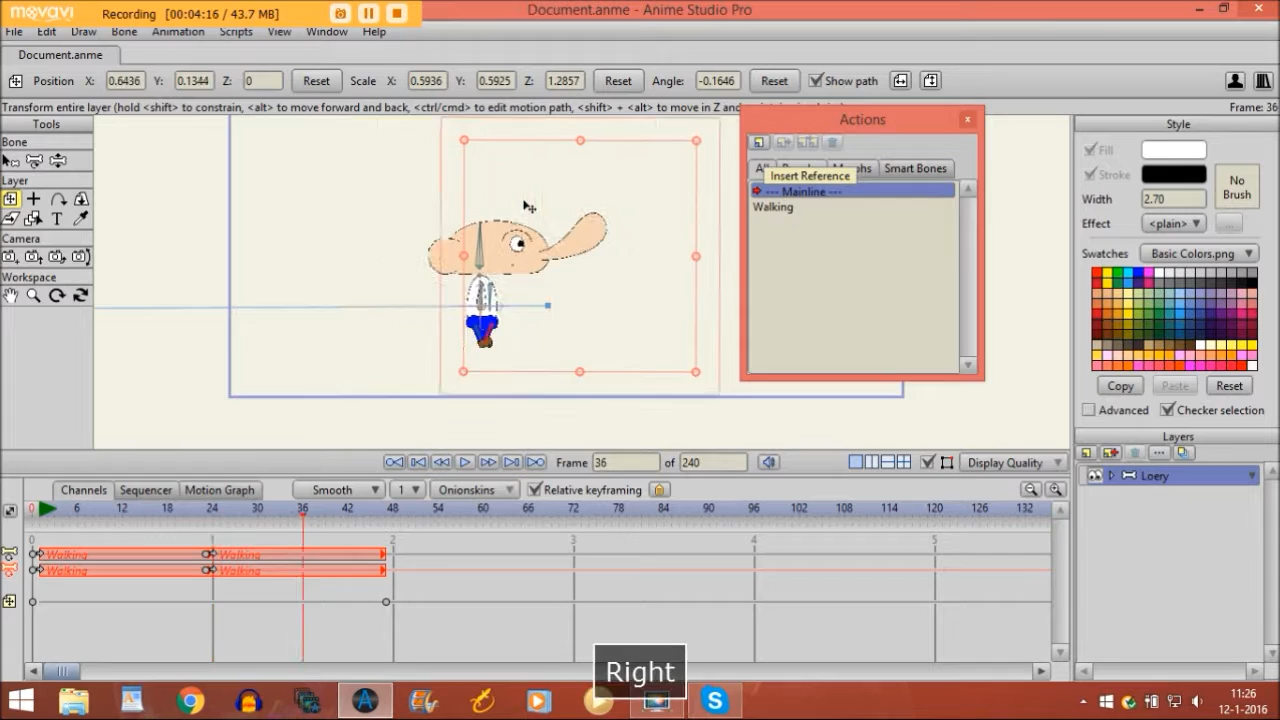 movavi Recording [00:04:16 / 43.7 MB] Document.anme - Anime Studio Pro
File Edit Draw Bone Animation Scripts View Window Help
Document.anme
Position X: 0.6436 Y: 0.1344 Z: 0 Reset Scale X: 0.5936 Y: 0.5925 Z: 1.2857 Reset Angle: -0.1646 Reset Show path
Transform entire layer (hold <shift> to constrain, <alt> to move forward and back, <ctrl/cmd> to edit motion path, <shift> + <alt> to move in Z Frame: 36
Tools
Bone
Layer
Camera
Workspace
Actions
Smart Bones
Insert Reference
--- Mainline ---
Walking
Style
Fill
Stroke
No
Brush
Width 2.70
Effect <plain> ...
Swatches Basic Colors.png
Copy Paste Reset
Advanced Checker selection
Layers
Loery
Frame 36 of 240 Display Quality
Channels Sequencer Motion Graph Smooth 1 Onionskins Relative keyframing
0 6 12 18 24 30 36 42 48 54 60 66 72 78 84 90 96 102 108 114 120 126 132
0 1 2 3 4 5
Walking Walking
Walking Walking
Right
11:26
12-1-2016